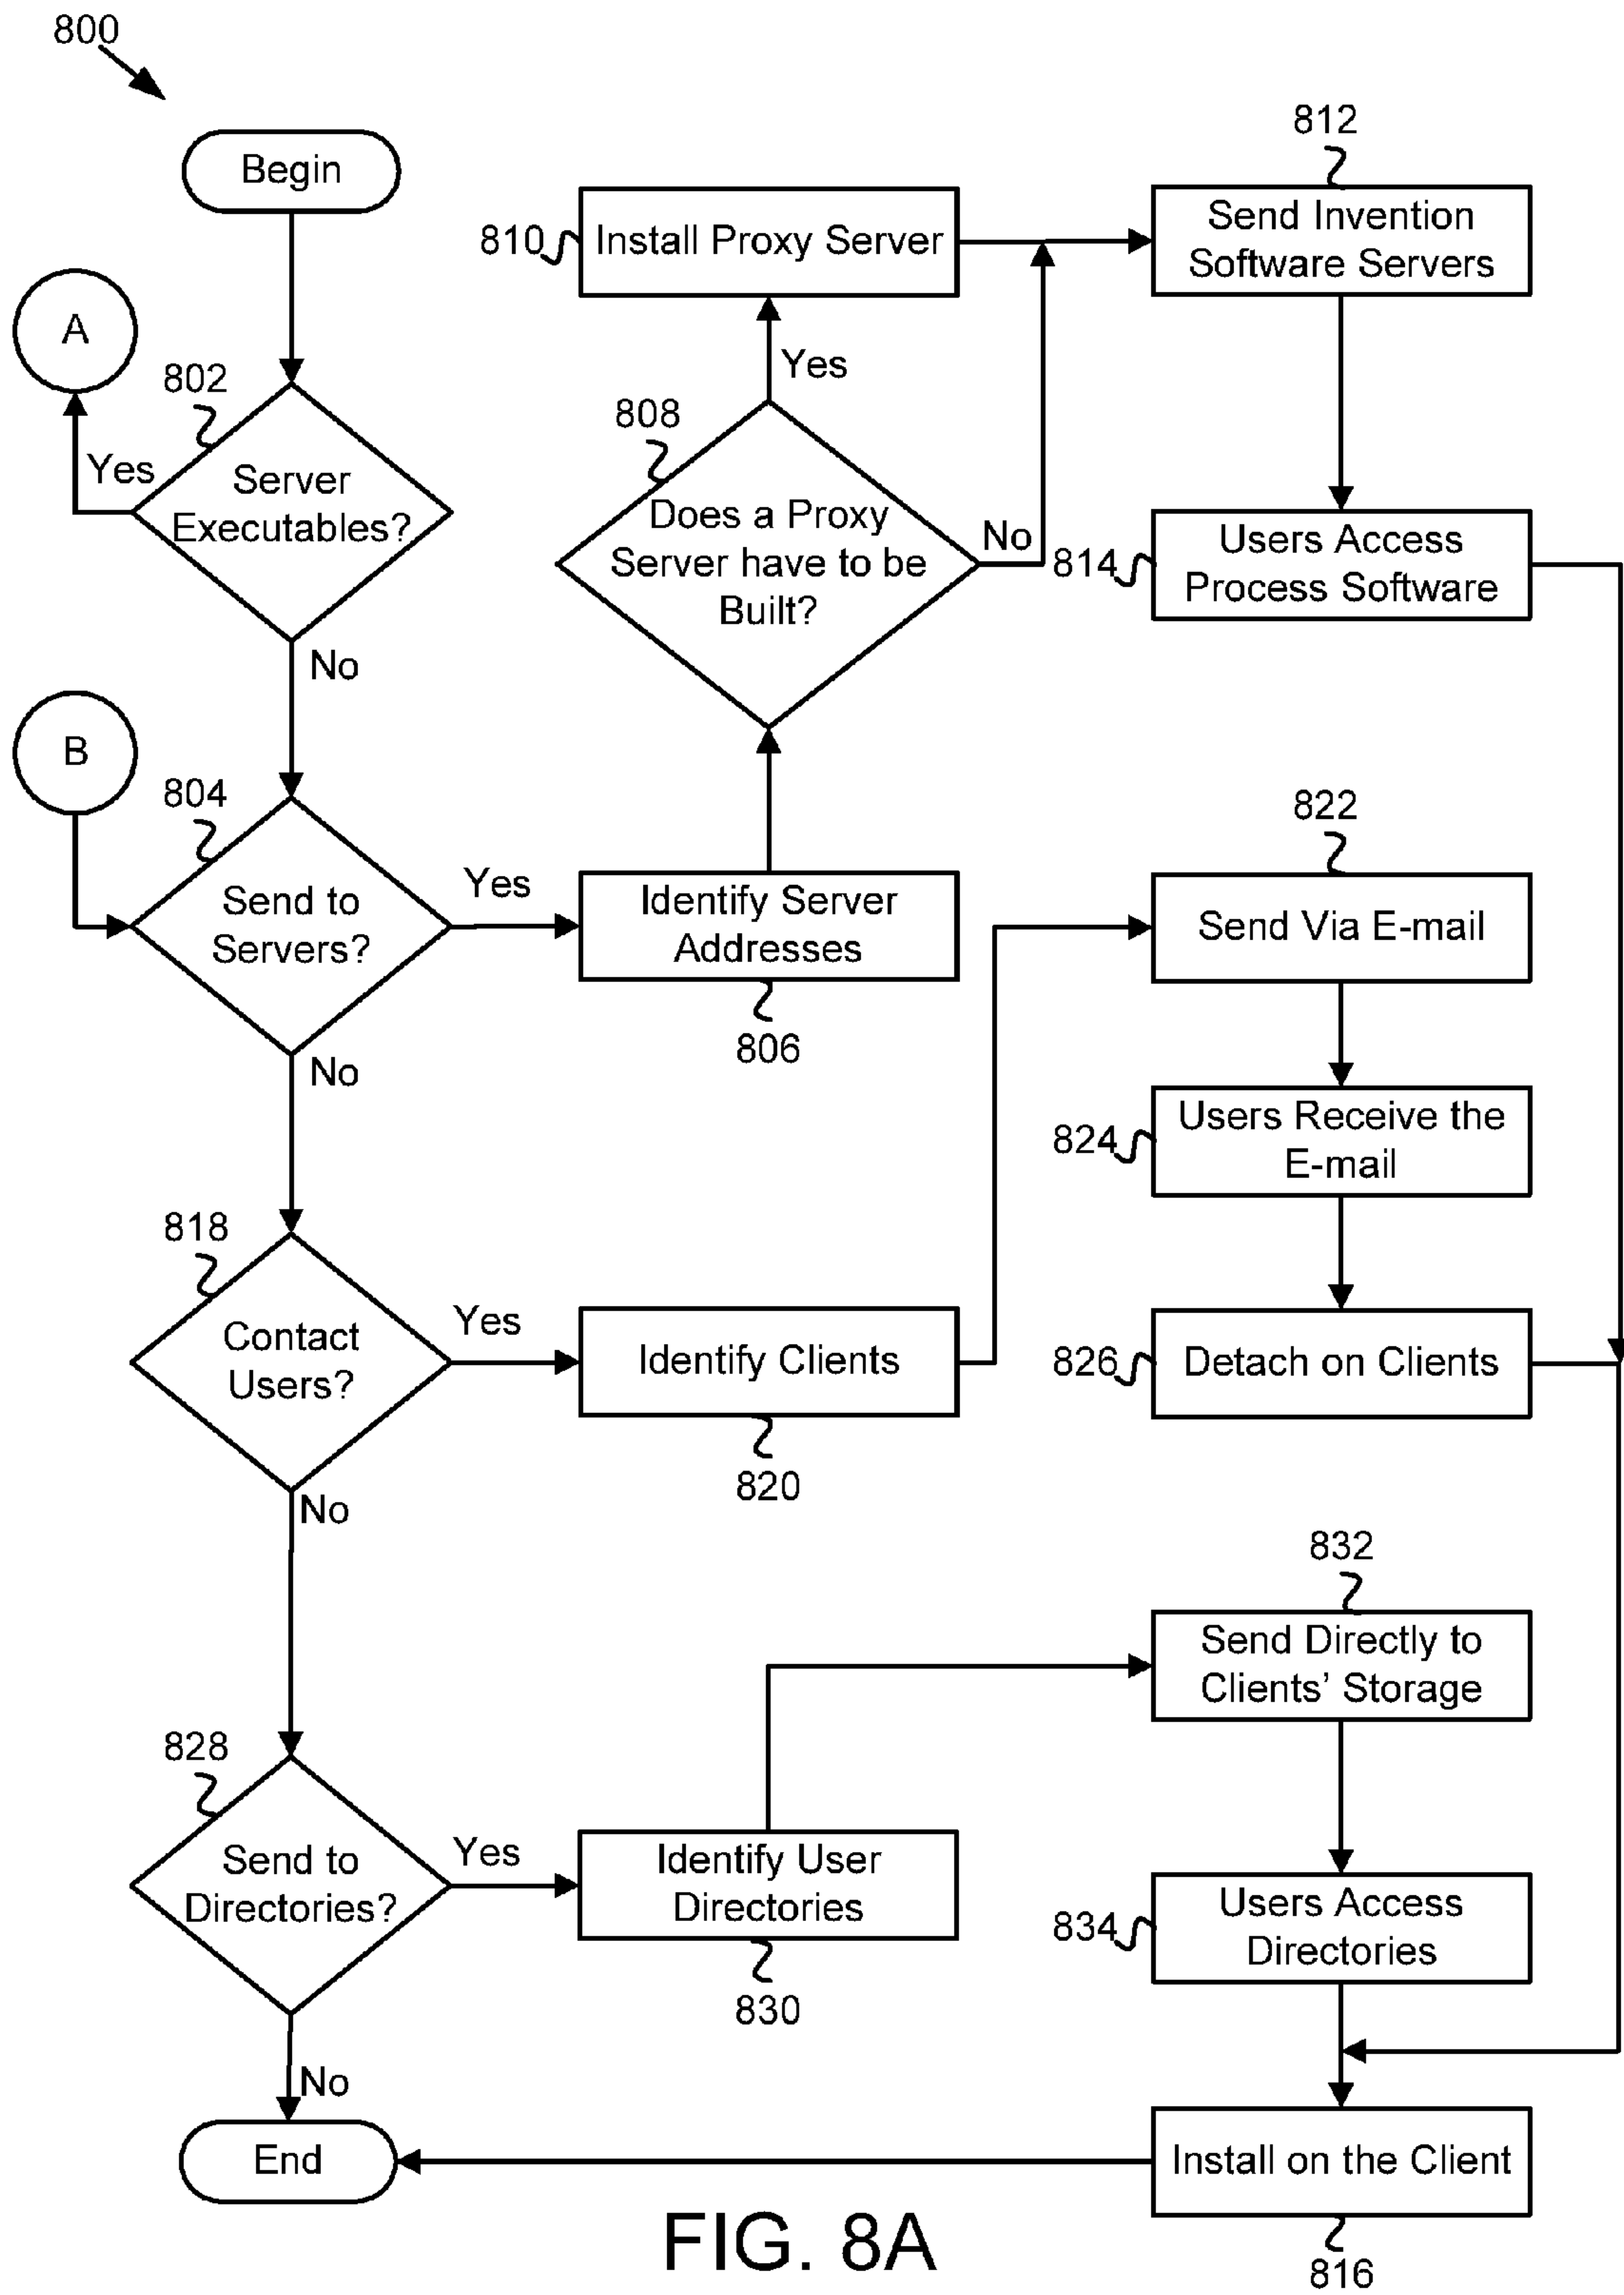 800
Begin
A
802
Yes
Server
Executables?
No
B
804
Send to
Servers?
Yes
No
Identify Server
Addresses
806
808
Does a Proxy
Server have to be
Built?
Yes
No
810
Install Proxy Server
812
Send Invention
Software Servers
814
Users Access
Process Software
818
Contact
Users?
Yes
No
Identify Clients
820
822
Send Via E-mail
824
Users Receive the
E-mail
826
Detach on Clients
828
Send to
Directories?
Yes
No
Identify User
Directories
830
832
Send Directly to
Clients’ Storage
834
Users Access
Directories
End
Install on the Client
816
FIG. 8A